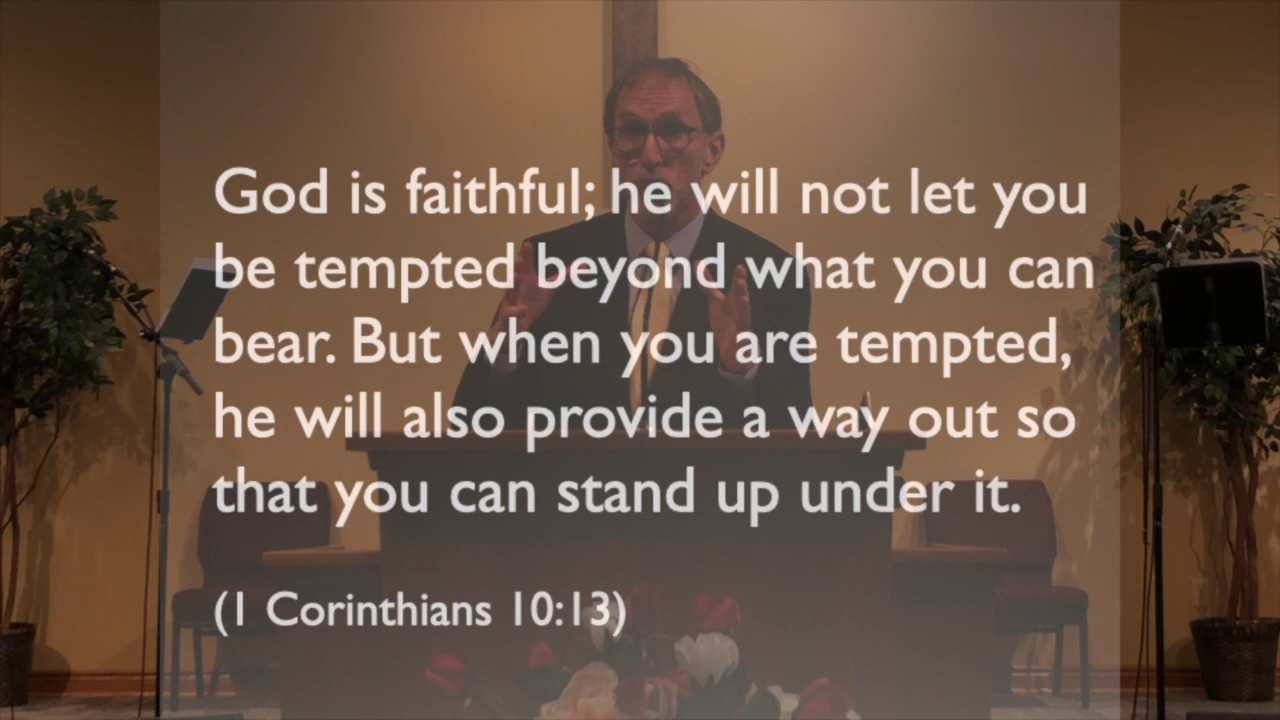 God is faithful; he will not let you
be tempted beyond what you can
bear. But when you are tempted,
he will also provide a way out so
that you can stand up under it.
(1 Corinthians 10:13)